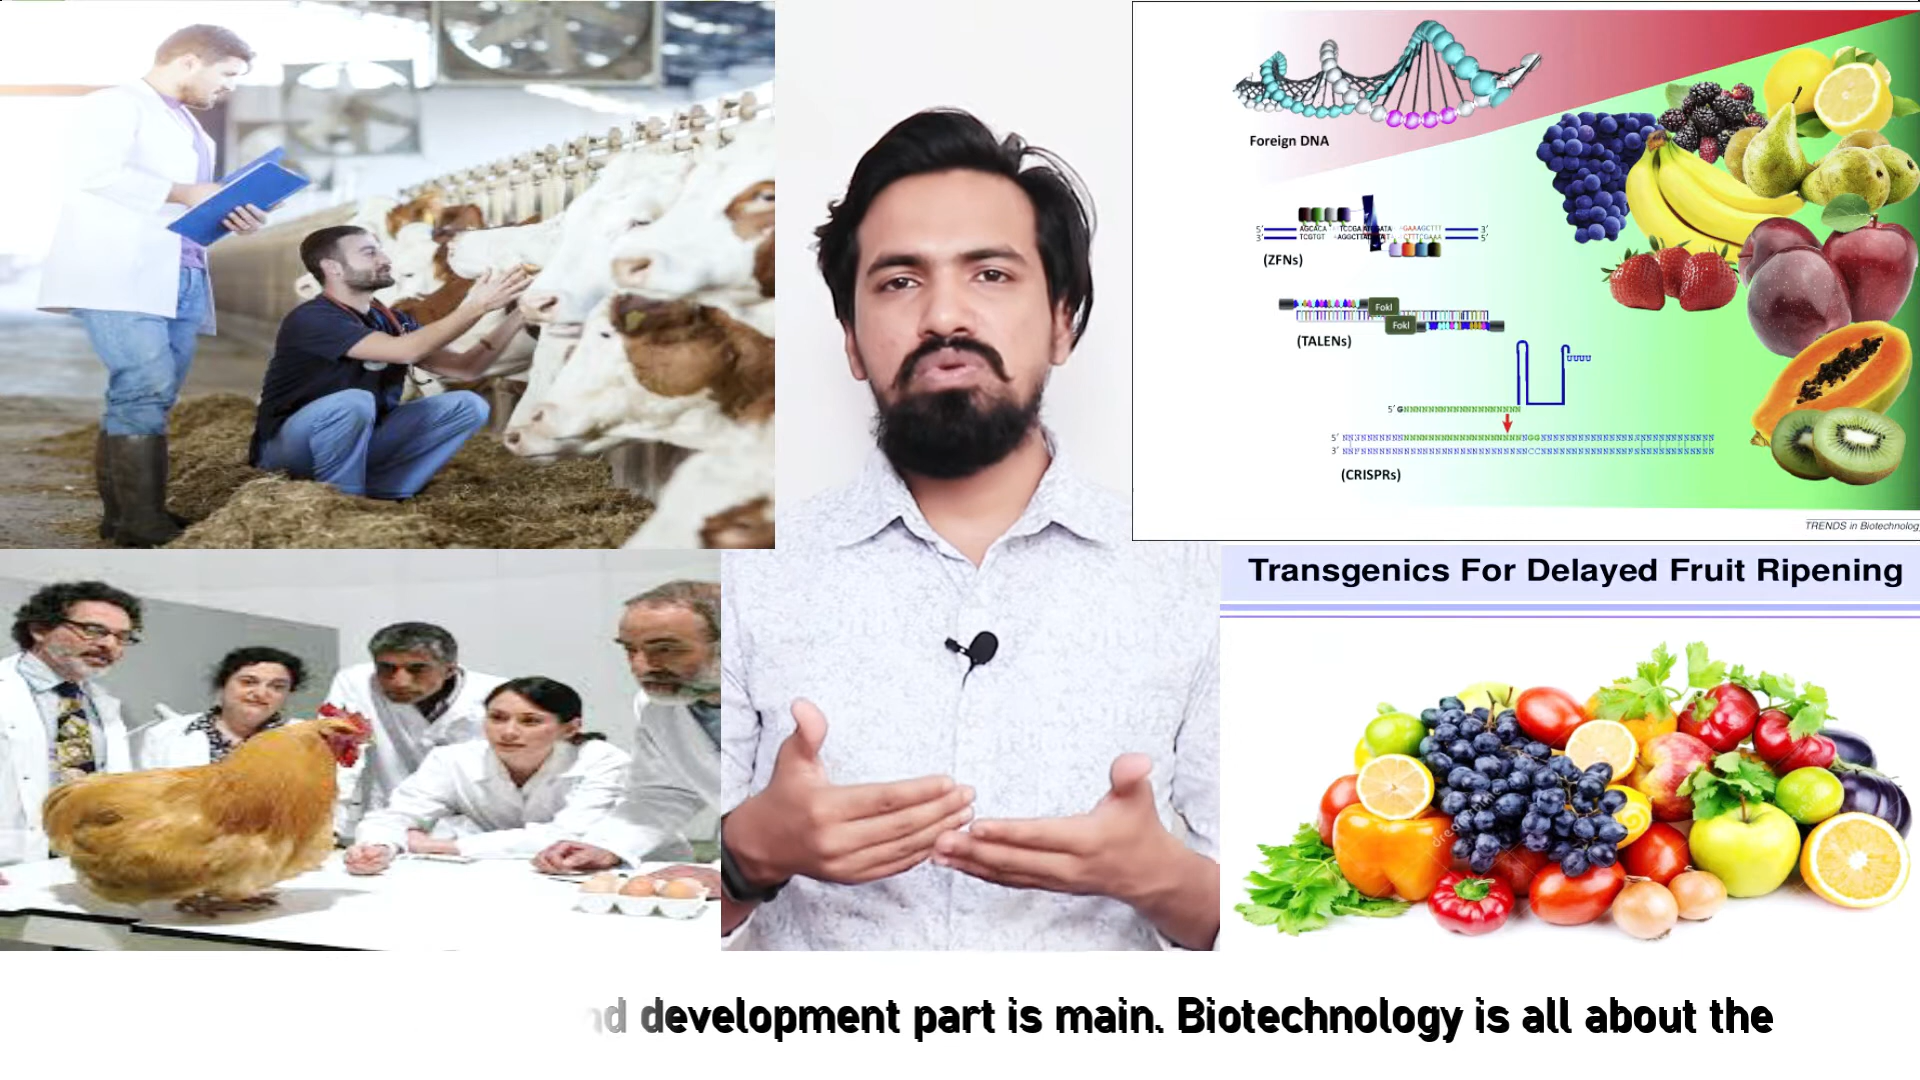 Foreign DNA
(ZFNs)
FokI
FokI
(TALENs)
(CRISPRs)
TRENDS in Biotechnology
Transgenics For Delayed Fruit Ripening
development part is main. Biotechnology is all about the